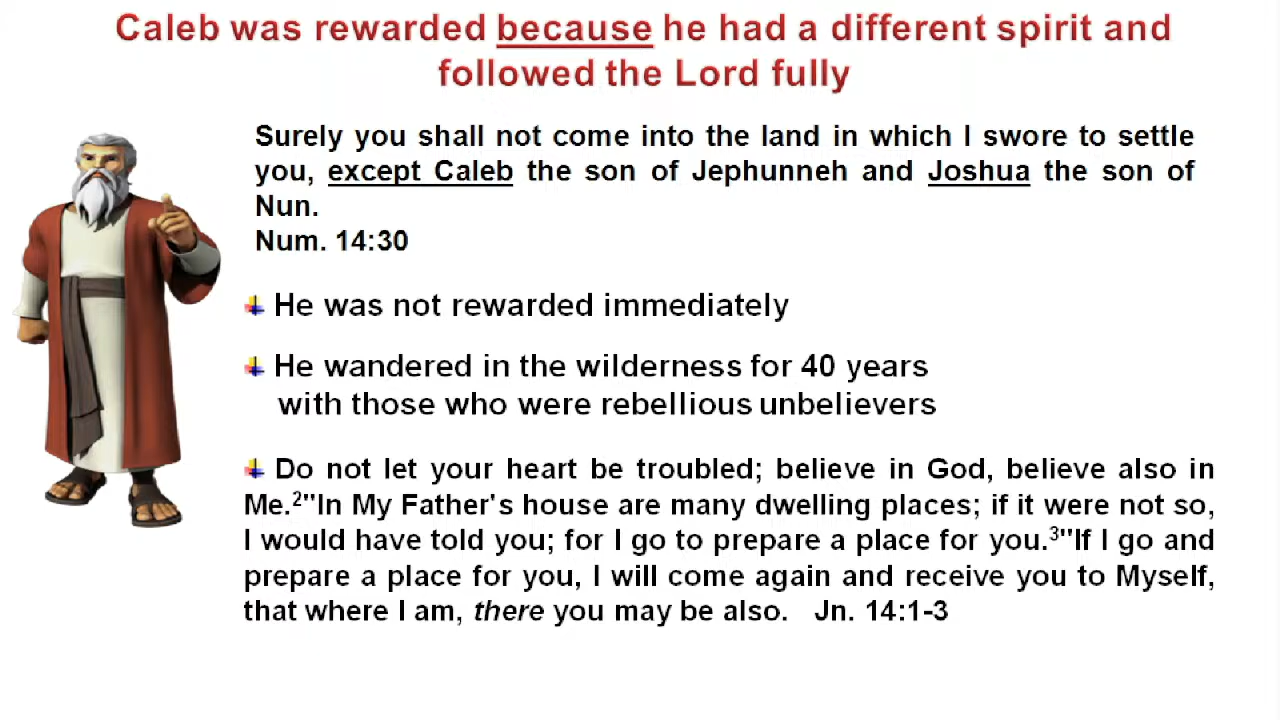 Caleb was rewarded because he had a different spirit and
followed the Lord fully
Surely you shall not come into the land in which I swore to settle
you, except Caleb the son of Jephunneh and Joshua the son of
Nun.
Num. 14:30
He was not rewarded immediately
He wandered in the wilderness for 40 years
with those who were rebellious unbelievers
Do not let your heart be troubled; believe in God, believe also in
Me.²"In My Father's house are many dwelling places; if it were not so,
I would have told you; for I go to prepare a place for you.³"If I go and
prepare a place for you, I will come again and receive you to Myself,
that where I am, there you may be also. Jn. 14:1-3